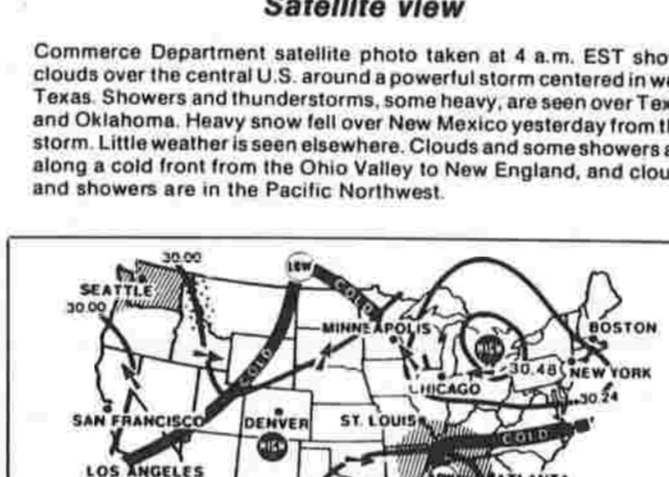 Satellite view
Commerce Department satellite photo taken at 4 a.m. EST sho
clouds over the central U.S. around a powerful storm centered in w
Texas. Showers and thunderstorms, some heavy, are seen over Tex
and Oklahoma. Heavy snow fell over New Mexico yesterday from t
storm. Little weather is seen elsewhere. Clouds and some showers a
along a cold front from the Ohio Valley to New England, and clou
and showers are in the Pacific Northwest.
30.00
LOW
SEATTLE
COLD
30.00
MINNEAPOLIS
BOSTON
HIGH
COLD
30.48
NEW YORK
CHICAGO
30.24
SAN FRANCISCO
DENVER
ST. LOUIS
COLD
HIGH
LOS ANGELES
ATLANTA